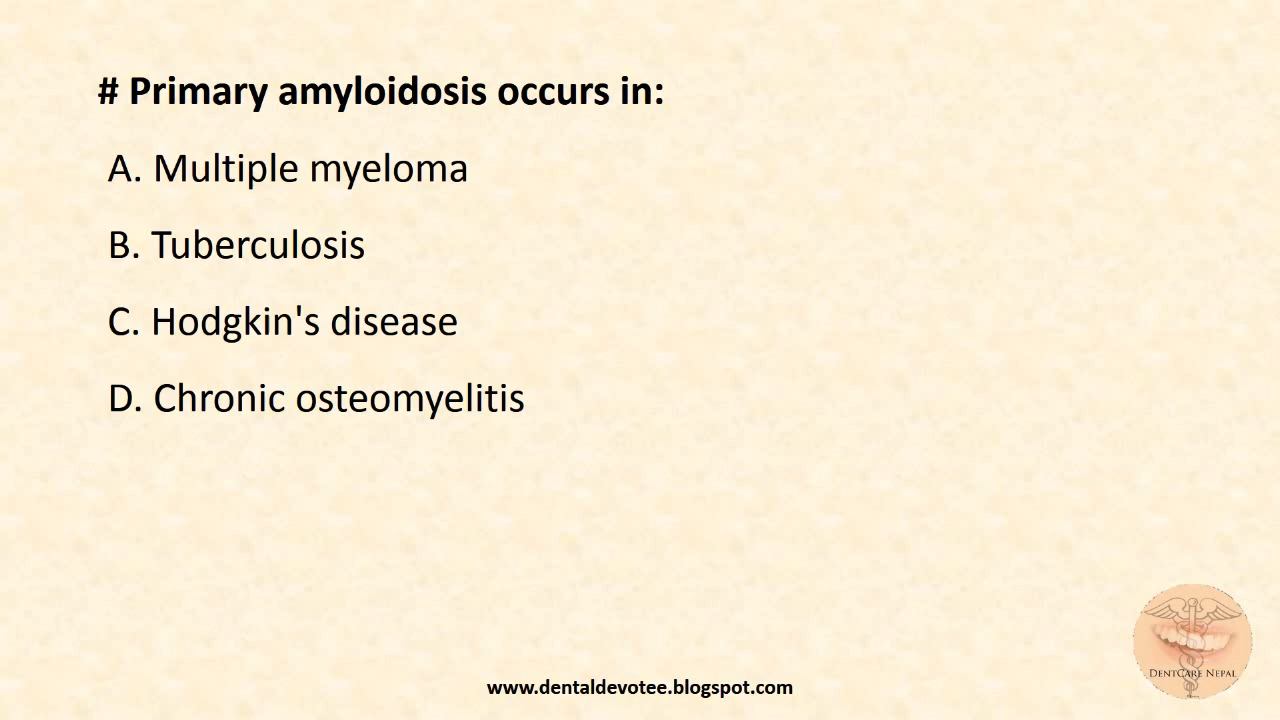 # Primary amyloidosis occurs in:
A. Multiple myeloma
B. Tuberculosis
C. Hodgkin's disease
D. Chronic osteomyelitis
DENTCARE NEPAL
www.dentaldevotee.blogspot.com